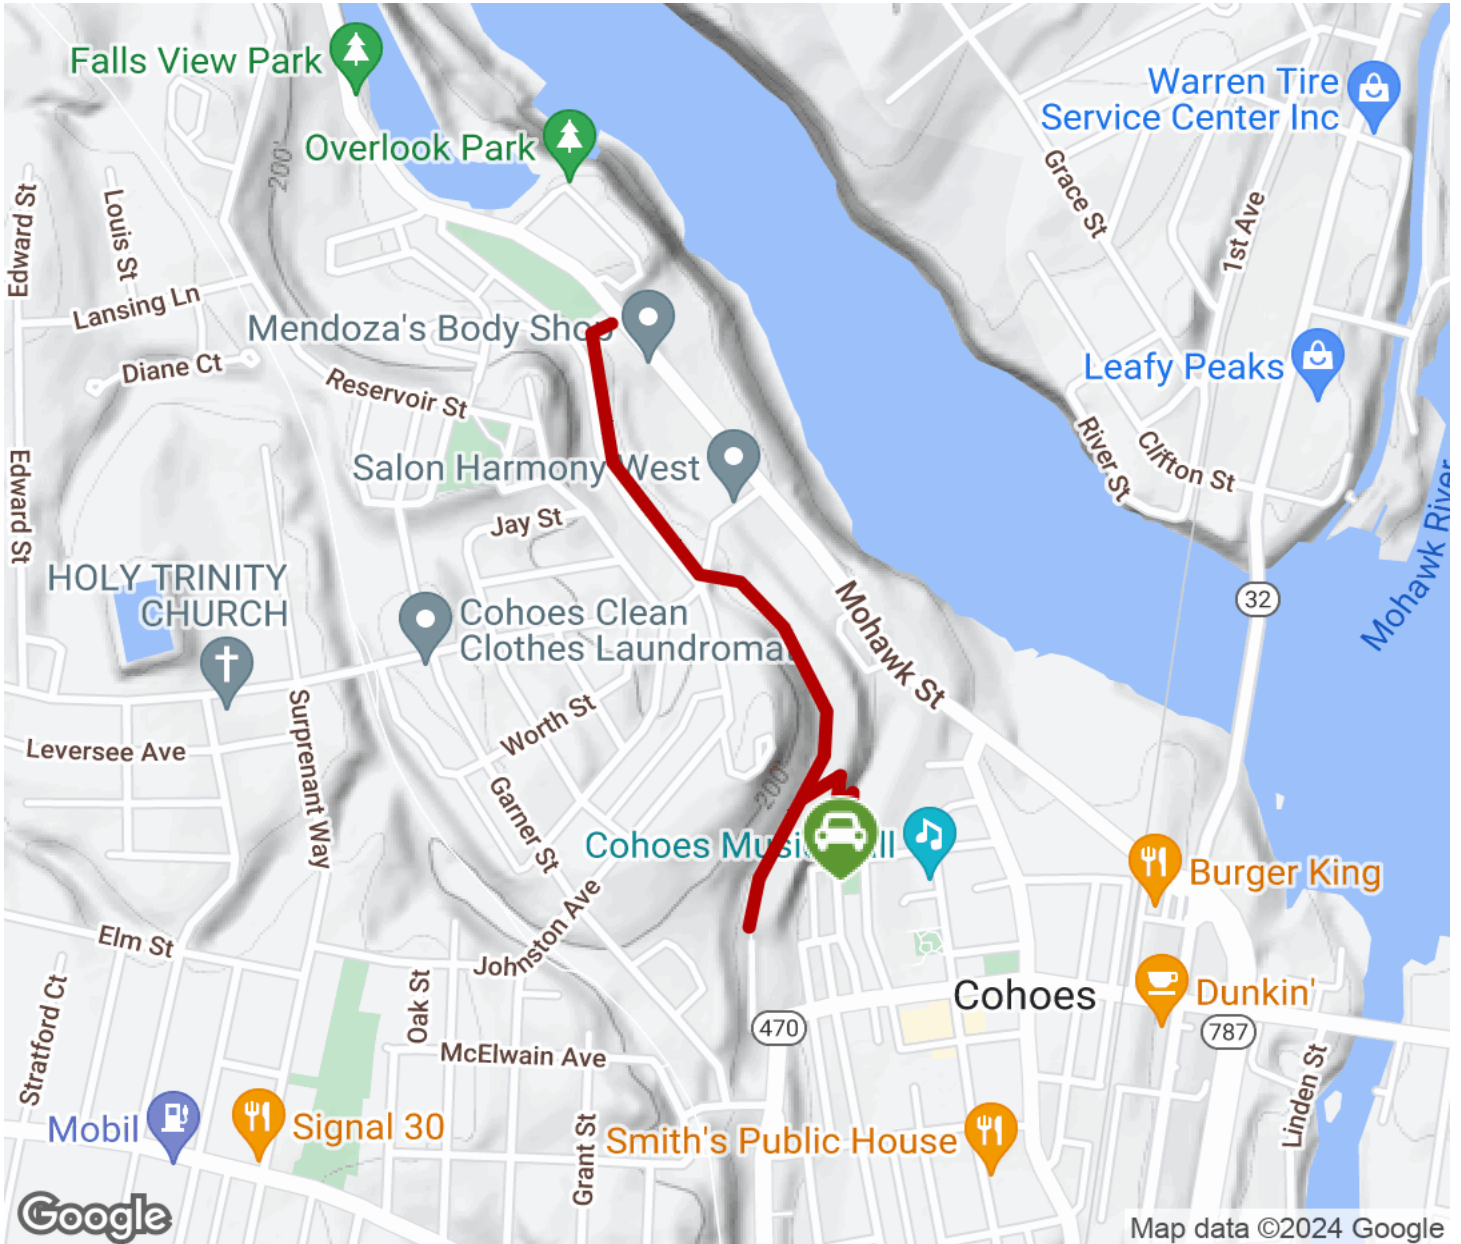 Falls View Park
Overlook Park
Warren Tire
Service Center Inc
200'
Edward St
Louis St
Lansing Ln
Diane Ct
Grace St
1st Ave
Mendoza's Body Shop
Reservoir St
Leafy Peaks
River St
Clifton St
Salon Harmony West
Edward St
Jay St
Mohawk River
HOLY TRINITY
CHURCH
Cohoes Clean
Clothes Laundromat
Mohawk St
32
Worth St
Surprenant Way
Leversee Ave
Garner St
200'
Cohoes Music Hall
Burger King
Johnston Ave
Elm St
Oak St
Stratford Ct
Cohoes
Dunkin'
470
787
McElwain Ave
Linden St
Mobil
Signal 30
Grant St
Smith's Public House
Google
Map data ©2024 Google